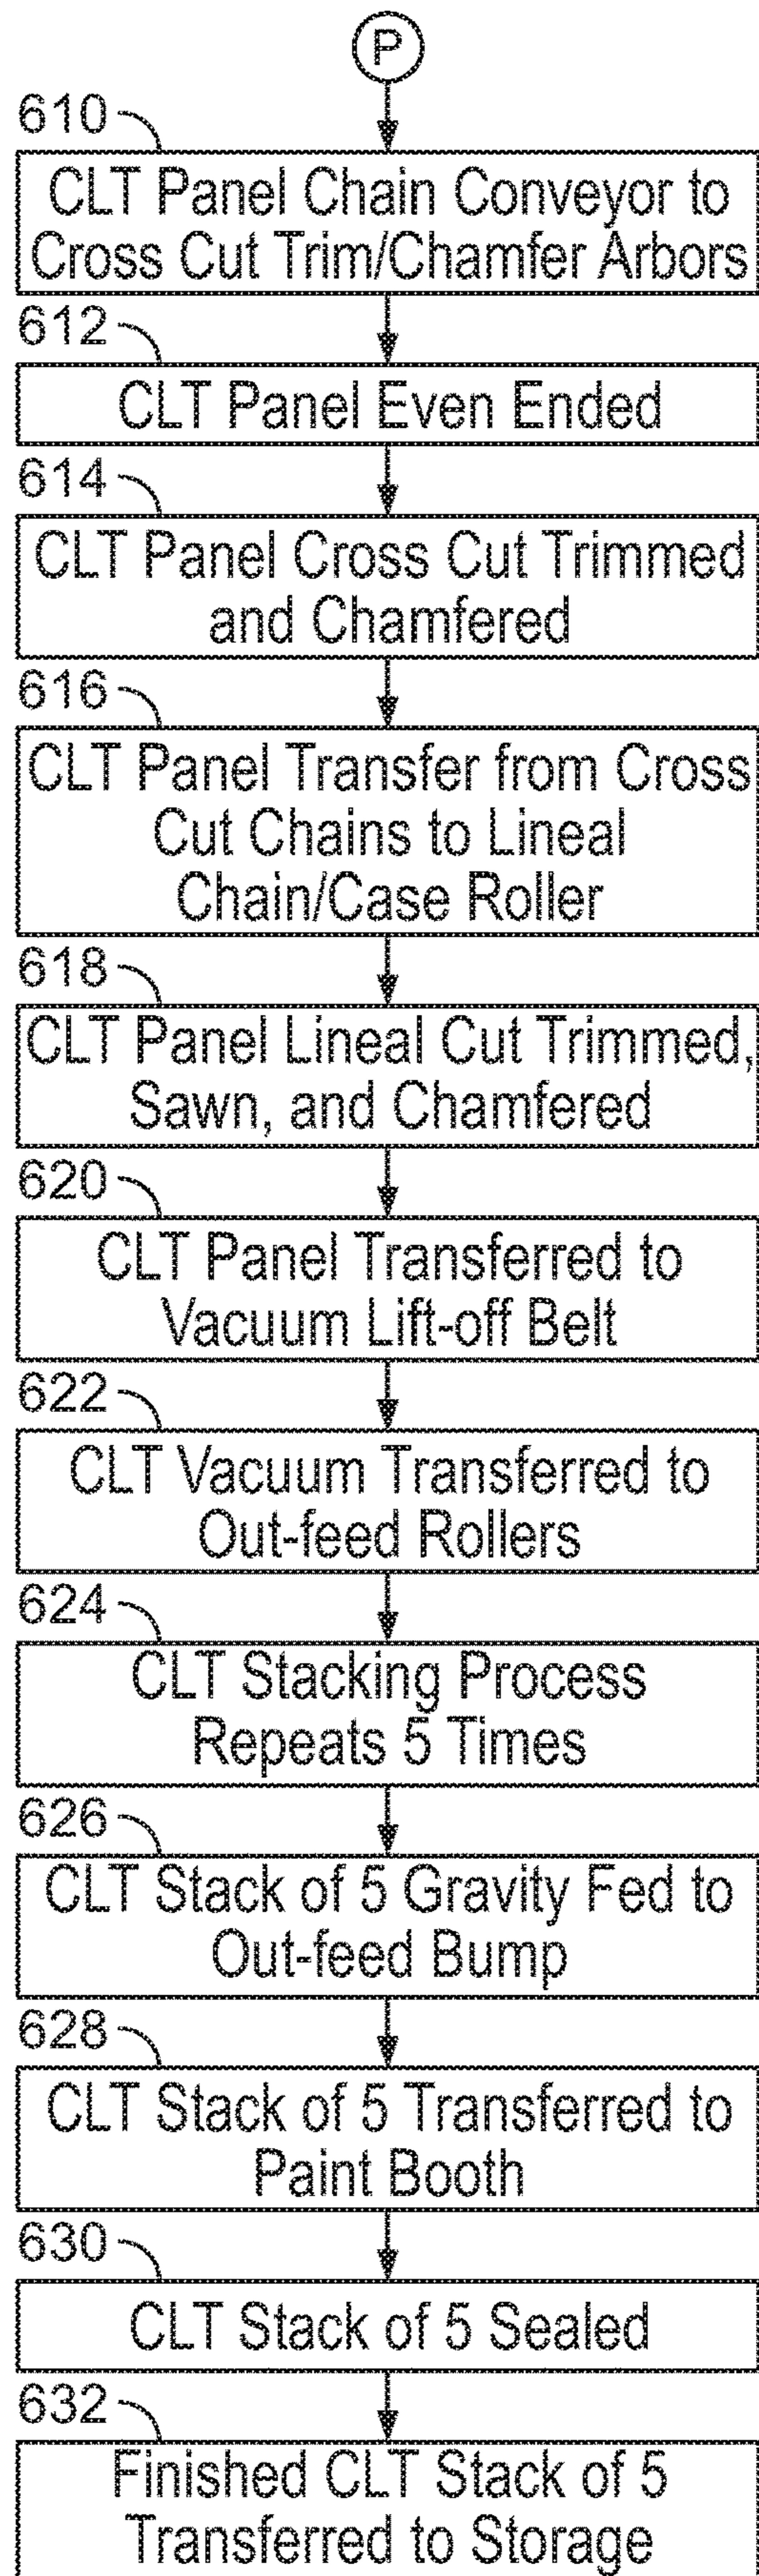 P
610
CLT Panel Chain Conveyor to
Cross Cut Trim/Chamfer Arbors
612
CLT Panel Even Ended
614
CLT Panel Cross Cut Trimmed
and Chamfered
616
CLT Panel Transfer from Cross
Cut Chains to Lineal
Chain/Case Roller
618
CLT Panel Lineal Cut Trimmed,
Sawn, and Chamfered
620
CLT Panel Transferred to
Vacuum Lift-off Belt
622
CLT Vacuum Transferred to
Out-feed Rollers
624
CLT Stacking Process
Repeats 5 Times
626
CLT Stack of 5 Gravity Fed to
Out-feed Bump
628
CLT Stack of 5 Transferred to
Paint Booth
630
CLT Stack of 5 Sealed
632
Finished CLT Stack of 5
Transferred to Storage